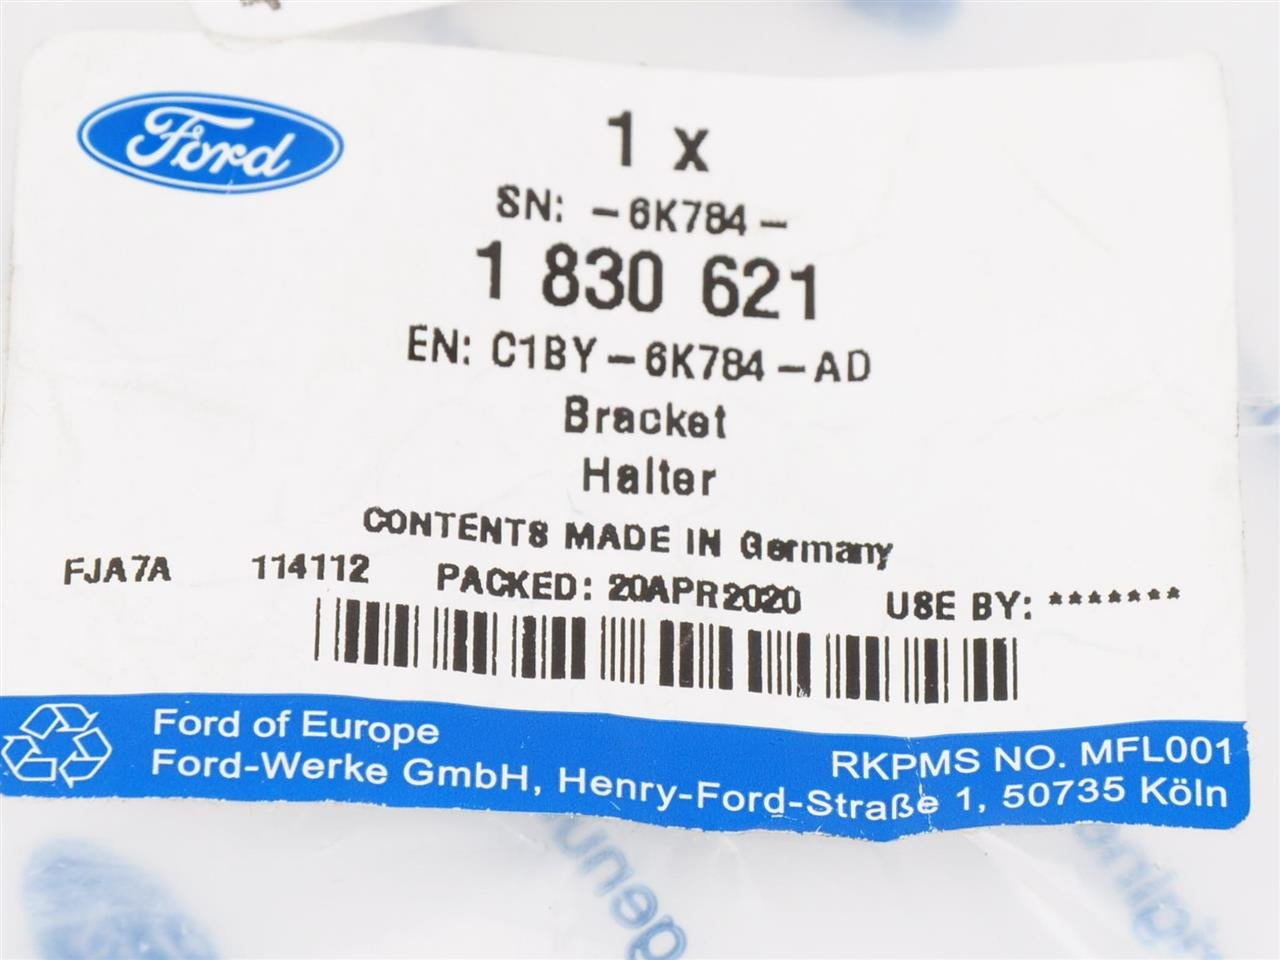 Ford
1 x
SN: -6K784-
1 830 621
EN: C1BY-6K784-AD
Bracket
Halter
CONTENTS MADE IN Germany
FJA7A 114112 PACKED: 20APR2020 USE BY: *******
Ford of Europe
RKPMS NO. MFL001
Ford-Werke GmbH, Henry-Ford-Straße 1, 50735 Köln